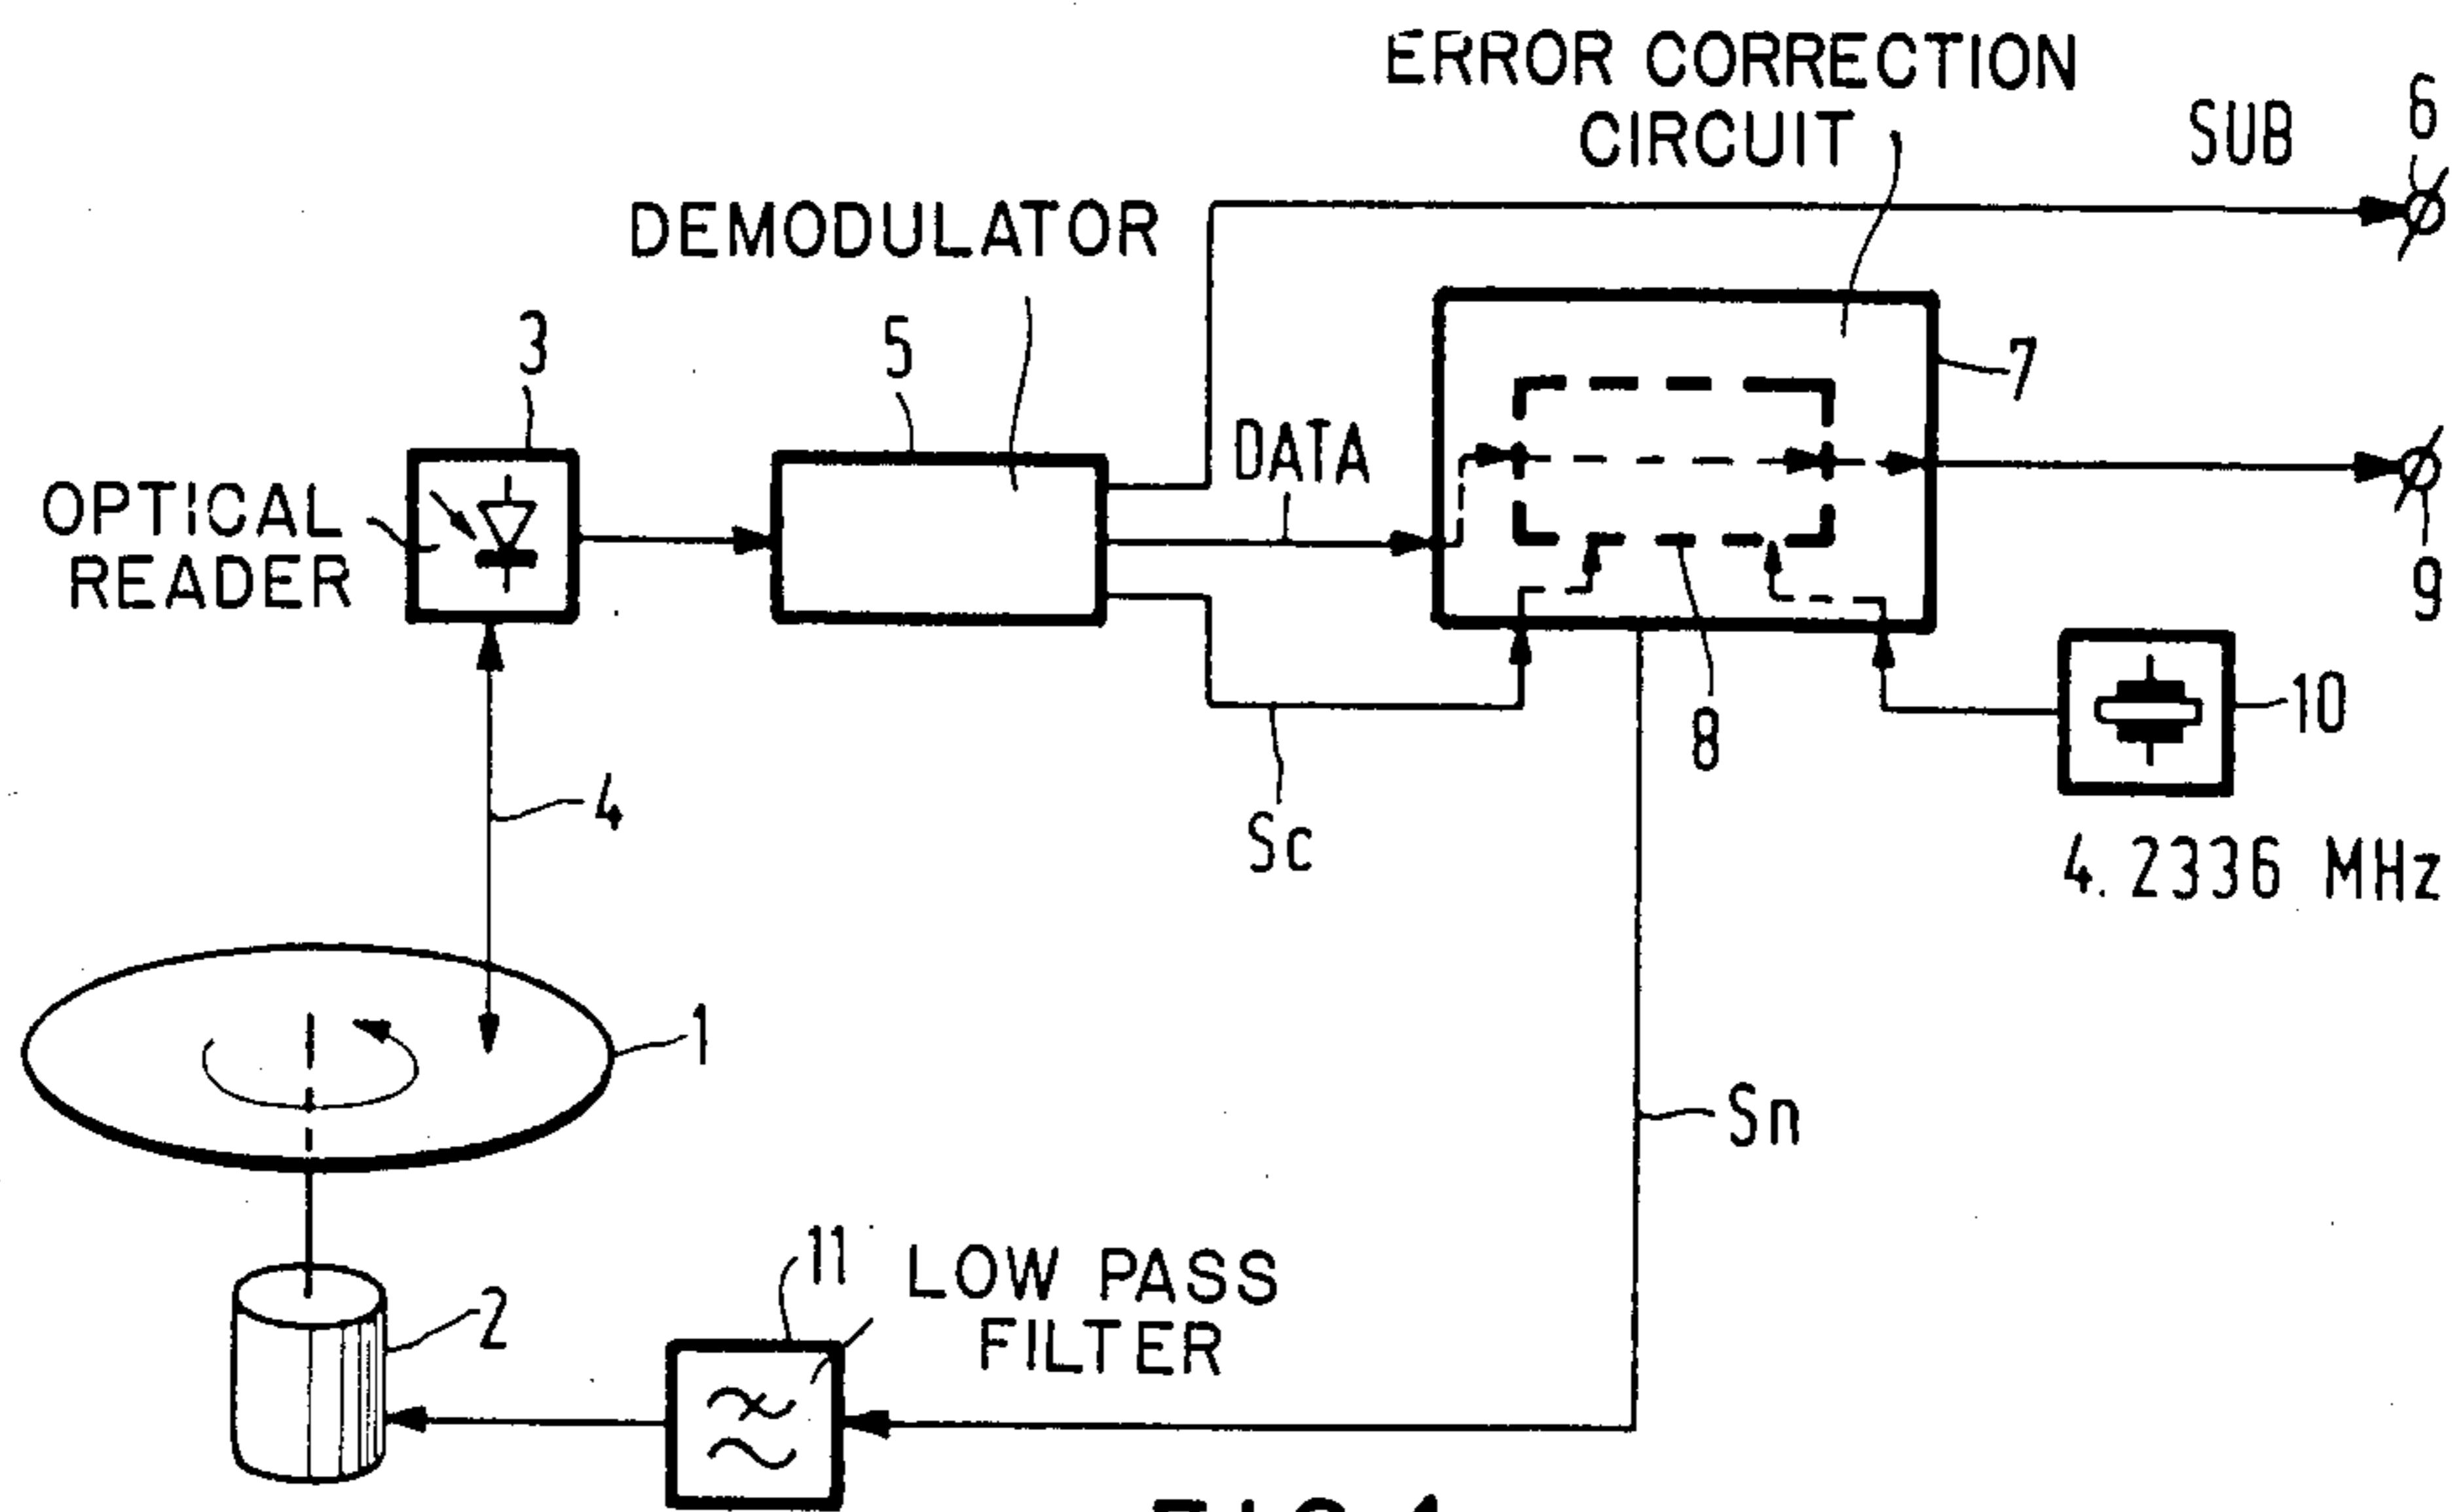 ERROR CORRECTION
CIRCUIT
SUB
6
DEMODULATOR
3
5
7
DATA
OPTICAL
READER
9
8
10
4
Sc
4.2336 MHz
1
Sn
11
LOW PASS
FILTER
2